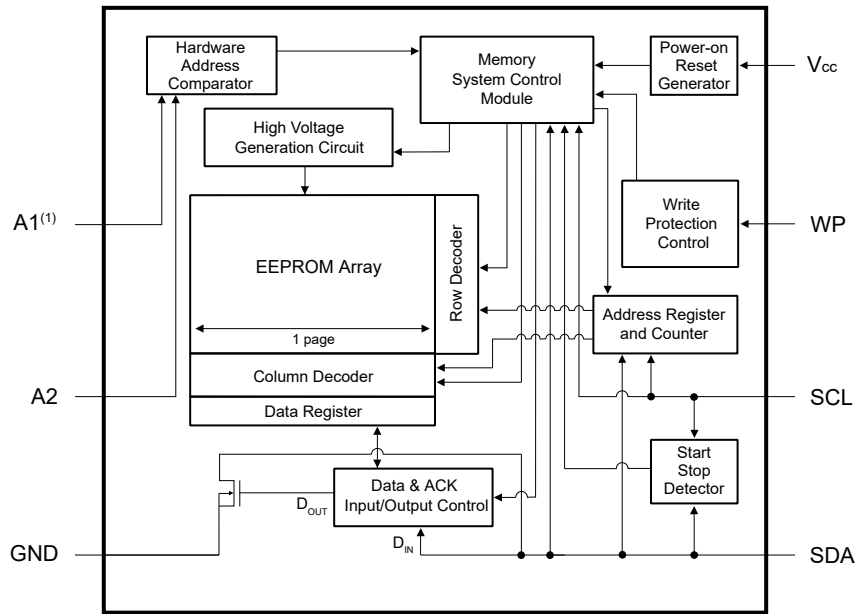 Hardware
Address
Comparator
Memory
System Control
Module
Power-on
Reset
Generator
Vcc
High Voltage
Generation Circuit
A1(1)
Write
Protection
Control
WP
EEPROM Array
Row Decoder
1 page
Address Register
and Counter
Column Decoder
A2
SCL
Data Register
Start
Stop
Detector
Data & ACK
Input/Output Control
DOUT
DIN
GND
SDA